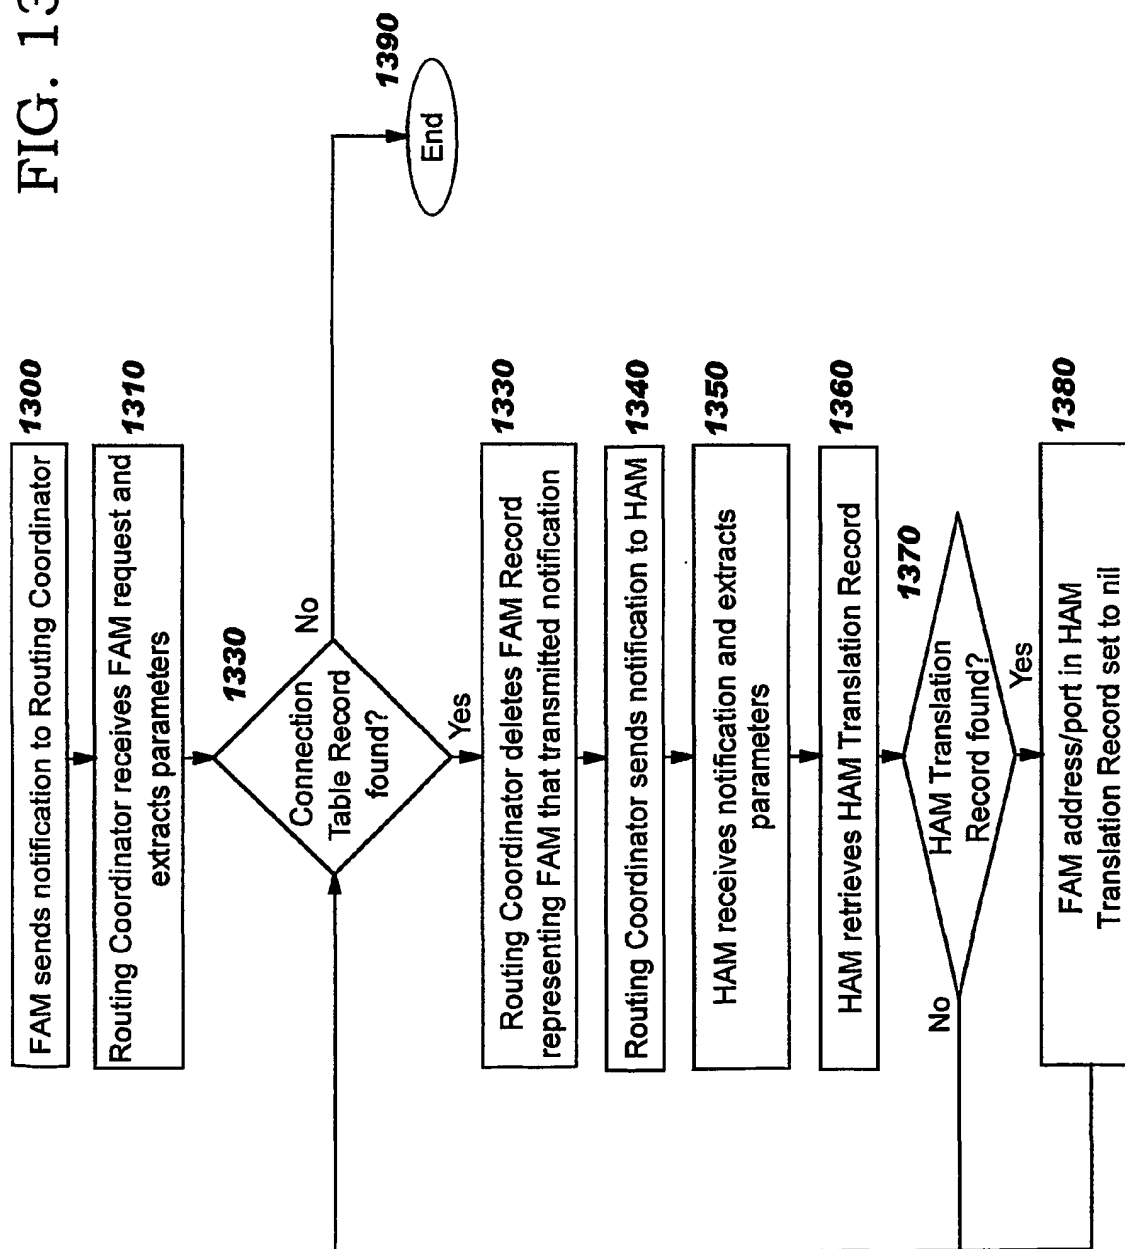 FIG. 13
FAM sends notification to Routing Coordinator
1300
Routing Coordinator receives FAM request and
extracts parameters
1310
Connection
Table Record
found?
1330
No
End
1390
Yes
Routing Coordinator deletes FAM Record
representing FAM that transmitted notification
1330
Routing Coordinator sends notification to HAM
1340
HAM receives notification and extracts
parameters
1350
HAM retrieves HAM Translation Record
1360
HAM Translation
Record found?
1370
No
Yes
FAM address/port in HAM
Translation Record set to nil
1380